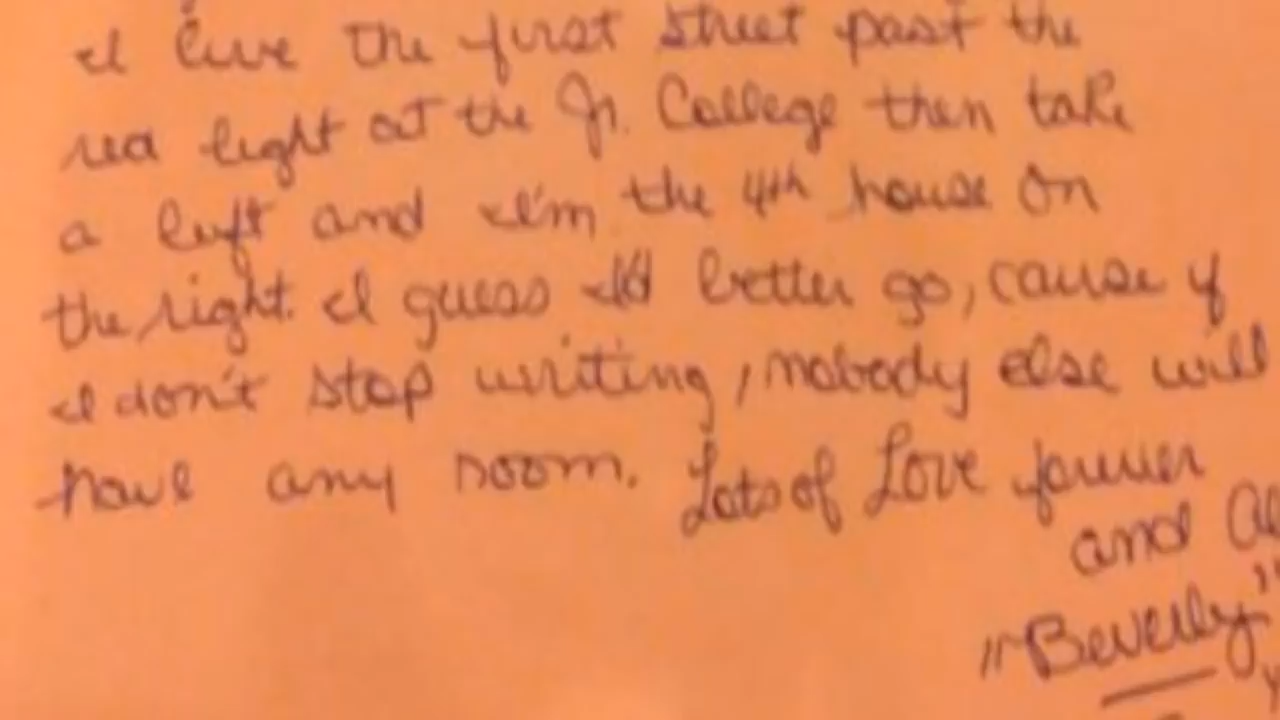 I live the first street past the
red light at the Jr. College then take
a left and I'm the 4th house on
the right. I guess I'd better go, cause if
I don't stop writing, nobody else will
have any room. Lots of Love forever
and
"Beverly"